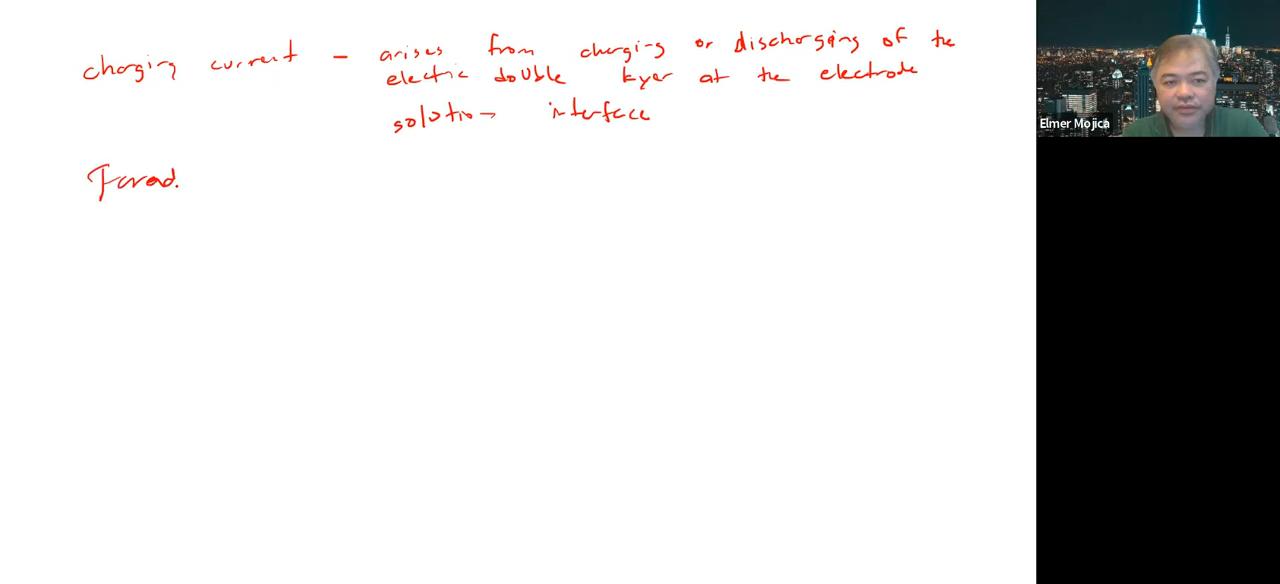 charging current – arises from charging or discharging of the
electric double layer at the electrode
solution interface
Farad.
Elmer Mojica